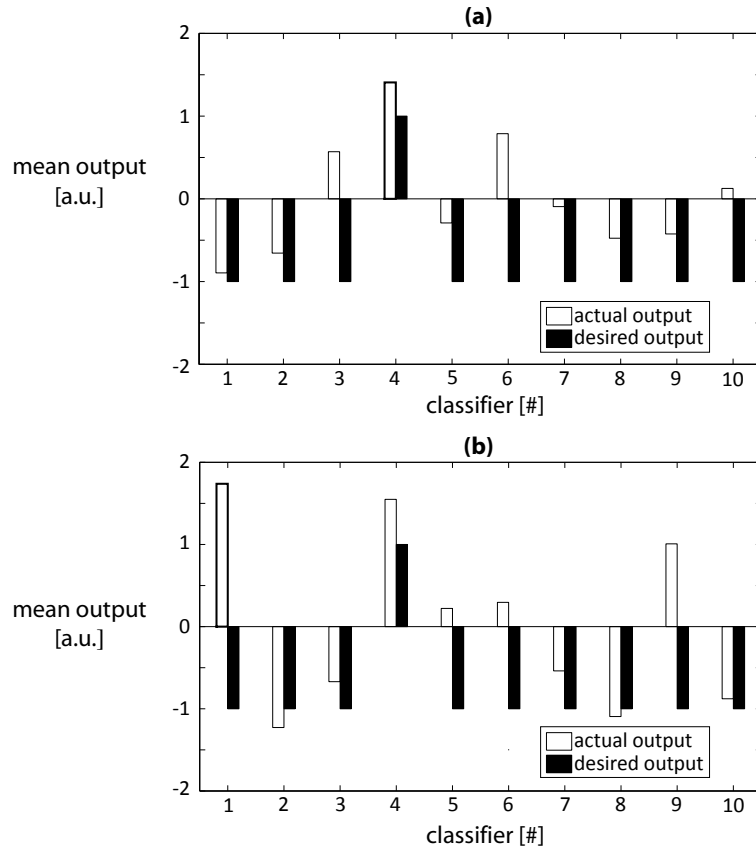 (a)
2
1
0
-1
-2
mean output
[a.u.]
actual output
desired output
1 2 3 4 5 6 7 8 9 10
classifier [#]
(b)
2
1
0
-1
-2
mean output
[a.u.]
actual output
desired output
1 2 3 4 5 6 7 8 9 10
classifier [#]